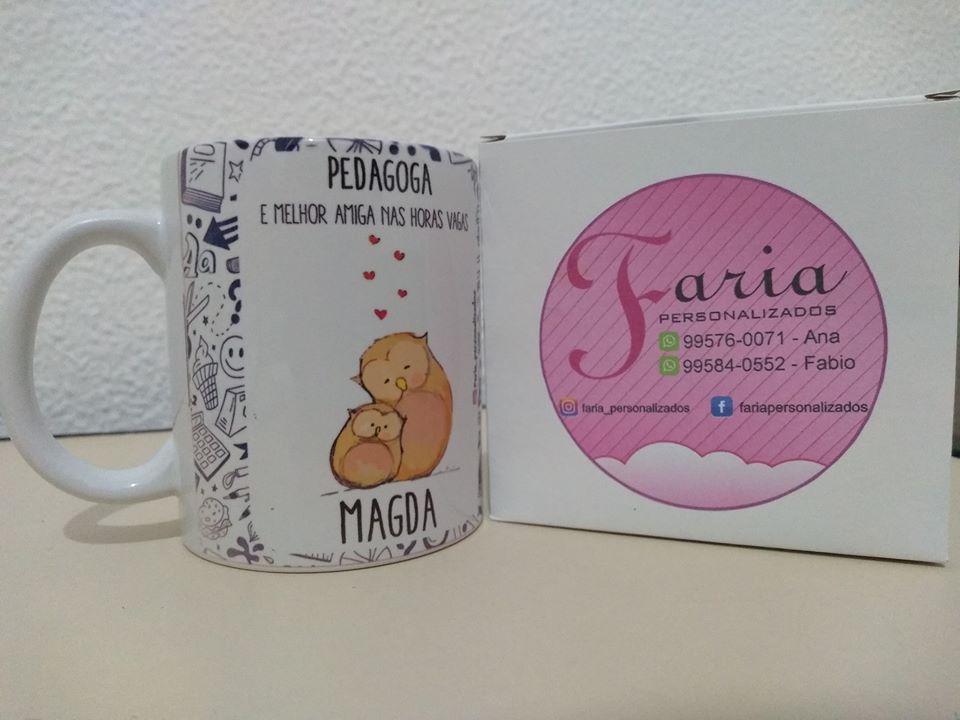 PEDAGOGA
E MELHOR AMIGA NAS HORAS VAGAS
MAGDA
Faria
PERSONALIZADOS
99576-0071 - Ana
99584-0552 - Fabio
faria_personalizados
fariapersonalizados